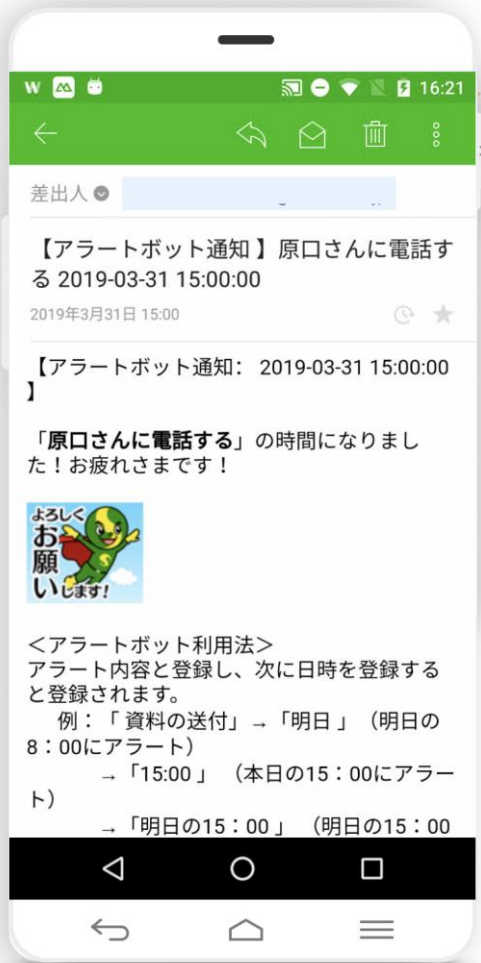 W
16:21
差出人
【アラートボット通知 】原口さんに電話す
る 2019-03-31 15:00:00
2019年3月31日 15:00
【アラートボット通知： 2019-03-31 15:00:00
】
「原口さんに電話する」の時間になりまし
た！お疲れさまです！
よろしく
お
願
いします!
＜アラートボット利用法＞
アラート内容と登録し、次に日時を登録する
と登録されます。
例：「 資料の送付」→「明日 」（明日の
8：00にアラート）
→「15:00 」（本日の15：00にアラー
ト）
→「明日の15：00 」（明日の15：00